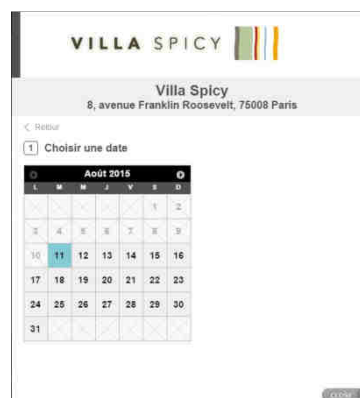 VILLA SPICY
Villa Spicy
8, avenue Franklin Roosevelt, 75008 Paris
< Retour
1 Choisir une date
Août 2015
L M M J V S D
1 2
3 4 5 6 7 8 9
10 11 12 13 14 15 16
17 18 19 20 21 22 23
24 25 26 27 28 29 30
31